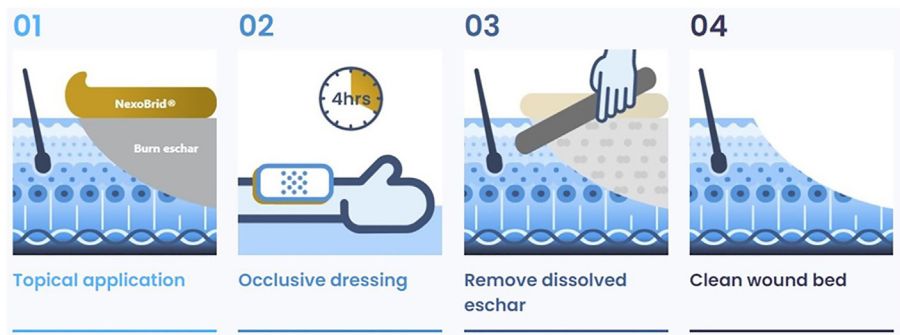 01
NexoBrid®
Burn eschar
Topical application
02
4hrs
Occlusive dressing
03
Remove dissolved
eschar
04
Clean wound bed